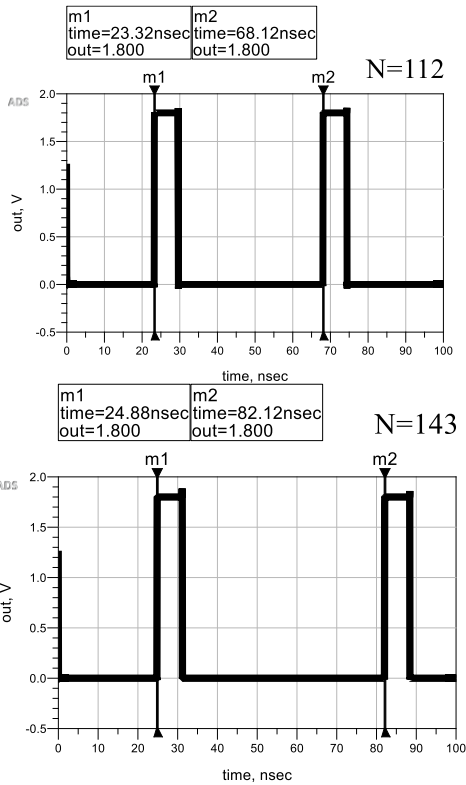 m1 m2
time=23.32nsec time=68.12nsec
out=1.800 out=1.800
N=112
m1 m2
ADS
2.0
1.5
1.0
0.5
0.0
-0.5
out, V
0 10 20 30 40 50 60 70 80 90 100
time, nsec
m1 m2
time=24.88nsec time=82.12nsec
out=1.800 out=1.800
N=143
m1 m2
ADS
2.0
1.5
1.0
0.5
0.0
-0.5
out, V
0 10 20 30 40 50 60 70 80 90 100
time, nsec